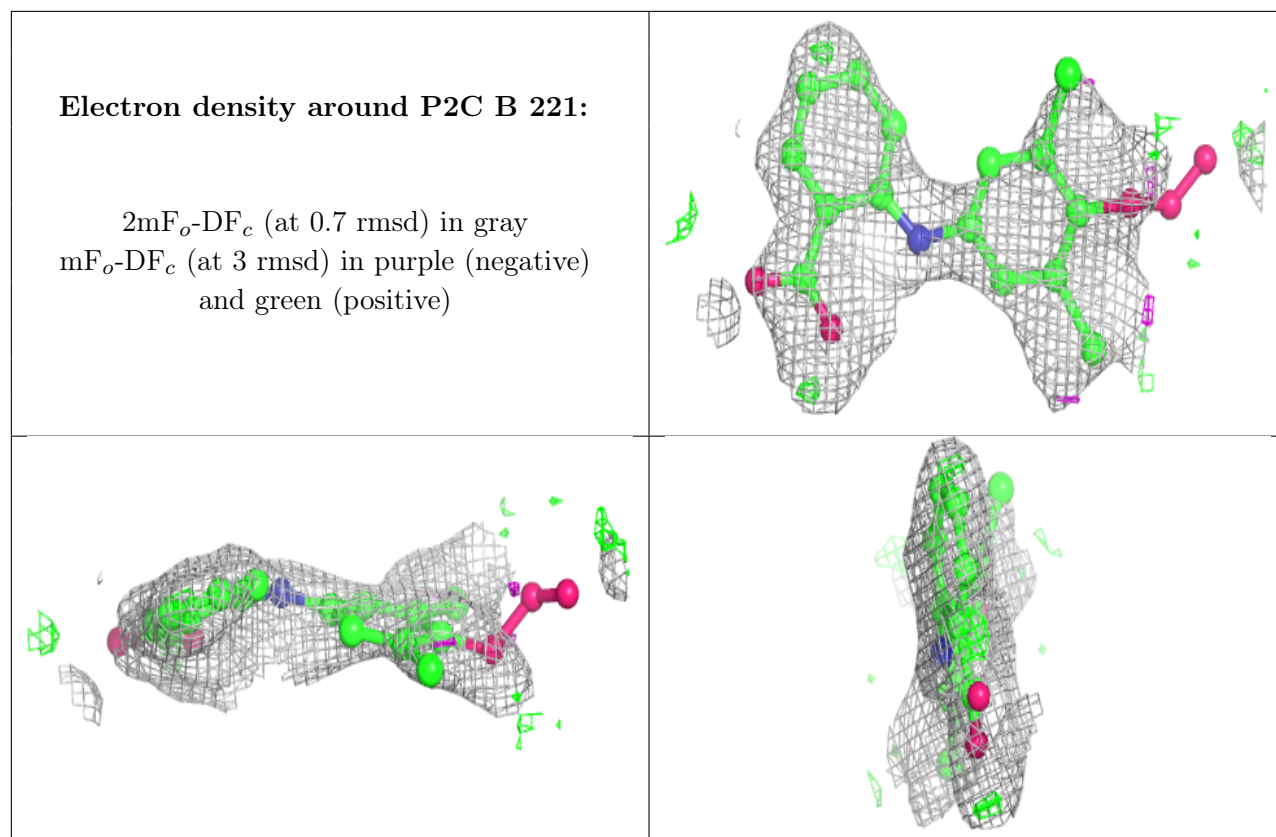 Electron density around P2C B 221:
2mFo-DFc (at 0.7 rmsd) in gray
mFo-DFc (at 3 rmsd) in purple (negative)
and green (positive)